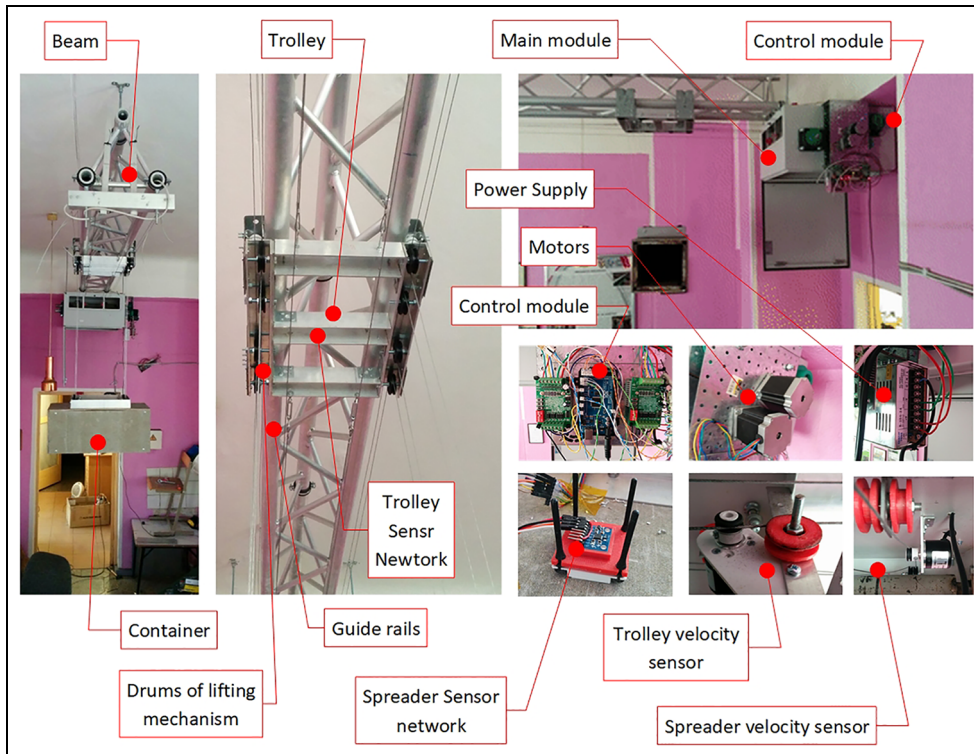 Beam
Trolley
Main module
Control module
Power Supply
Motors
Control module
Trolley
Sensr
Newtork
Container
Guide rails
Trolley velocity
sensor
Drums of lifting
mechanism
Spreader Sensor
network
Spreader velocity sensor